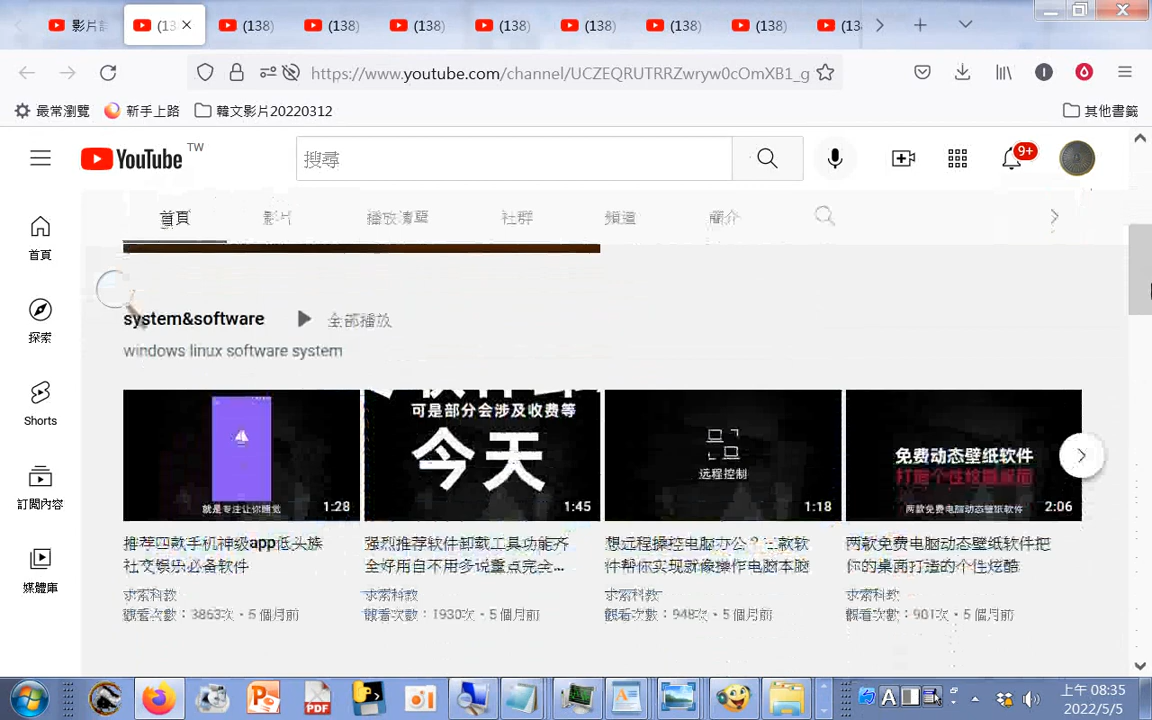 影片
(13
(138)
(138)
(138)
(138)
(138)
(138)
(138)
(13
https://www.youtube.com/channel/UCZEQRUTRRZwryw0cOmXB1_g
最常瀏覽
新手上路
韓文影片20220312
其他書籤
YouTube
TW
搜尋
9+
首頁
影片
播放清單
社群
頻道
簡介
首頁
探索
Shorts
訂閱內容
媒體庫
system&software
全部播放
windows linux software system
就是专注让你睡觉
1:28
可是部分会涉及收费等
今天
1:45
远程控制
1:18
免费动态壁纸软件
打造个性炫酷桌面
两款免费电脑动态壁纸软件
2:06
推荐四款手机神级app低头族
社交娱乐必备软件
求索科教
觀看次數：3863次・5 個月前
强烈推荐软件卸载工具功能齐
全好用自不用多说重点完全...
求索科教
觀看次數：1930次・5 個月前
想远程操控电脑办公？三款软
件帮你实现就像操作电脑本
求索科教
觀看次數：948次・5 個月前
两款免费电脑动态壁纸软件把
你的桌面打造的个性炫酷
求索科教
觀看次數：901次・5 個月前
PDF
A
上午 08:35
2022/5/5